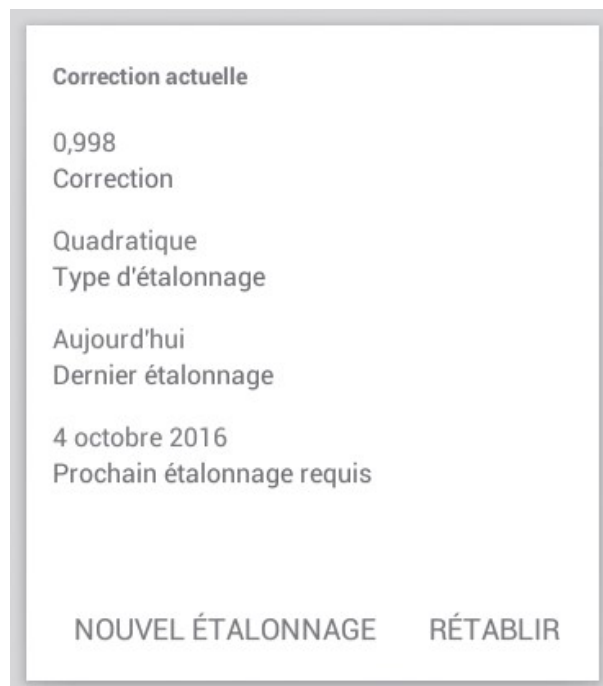 Correction actuelle
0,998
Correction
Quadratique
Type d'étalonnage
Aujourd'hui
Dernier étalonnage
4 octobre 2016
Prochain étalonnage requis
NOUVEL ÉTALONNAGE RÉTABLIR